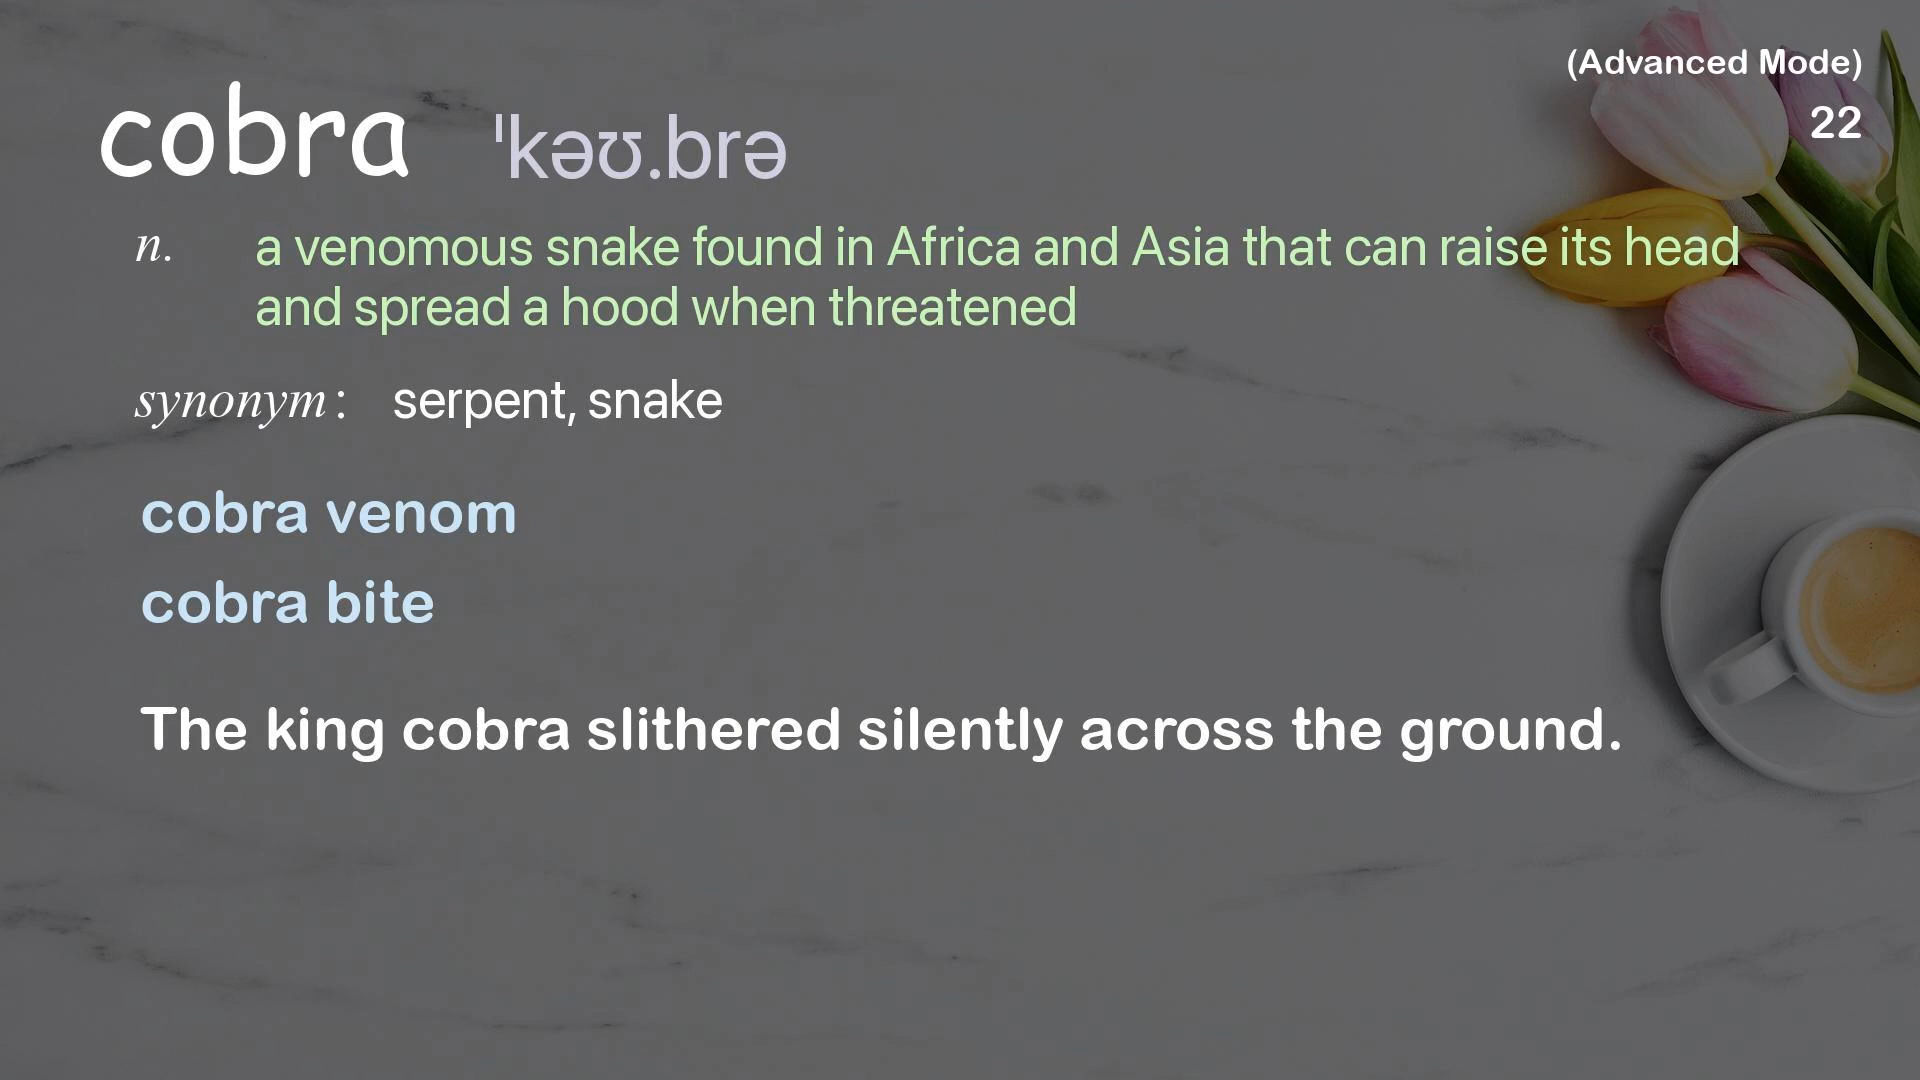 (Advanced Mode)
22
cobra ˈkəʊ.brə
n. a venomous snake found in Africa and Asia that can raise its head
and spread a hood when threatened
synonym: serpent, snake
cobra venom
cobra bite
The king cobra slithered silently across the ground.